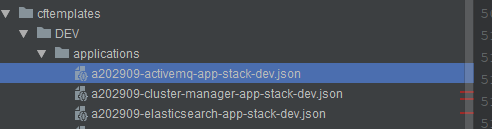 cftemplates
DEV
applications
a202909-activemq-app-stack-dev.json
a202909-cluster-manager-app-stack-dev.json
a202909-elasticsearch-app-stack-dev.json